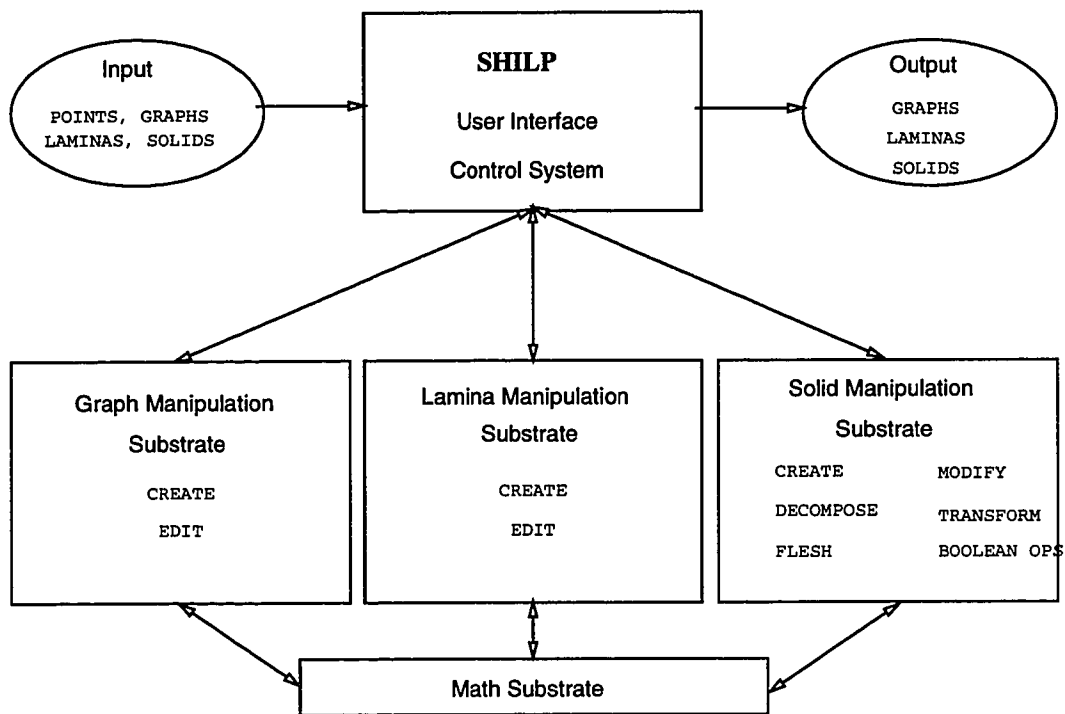 Input
POINTS, GRAPHS
LAMINAS, SOLIDS
SHILP
User Interface
Control System
Output
GRAPHS
LAMINAS
SOLIDS
Graph Manipulation
Substrate
CREATE
EDIT
Lamina Manipulation
Substrate
CREATE
EDIT
Solid Manipulation
Substrate
CREATE MODIFY
DECOMPOSE TRANSFORM
FLESH BOOLEAN OPS
Math Substrate